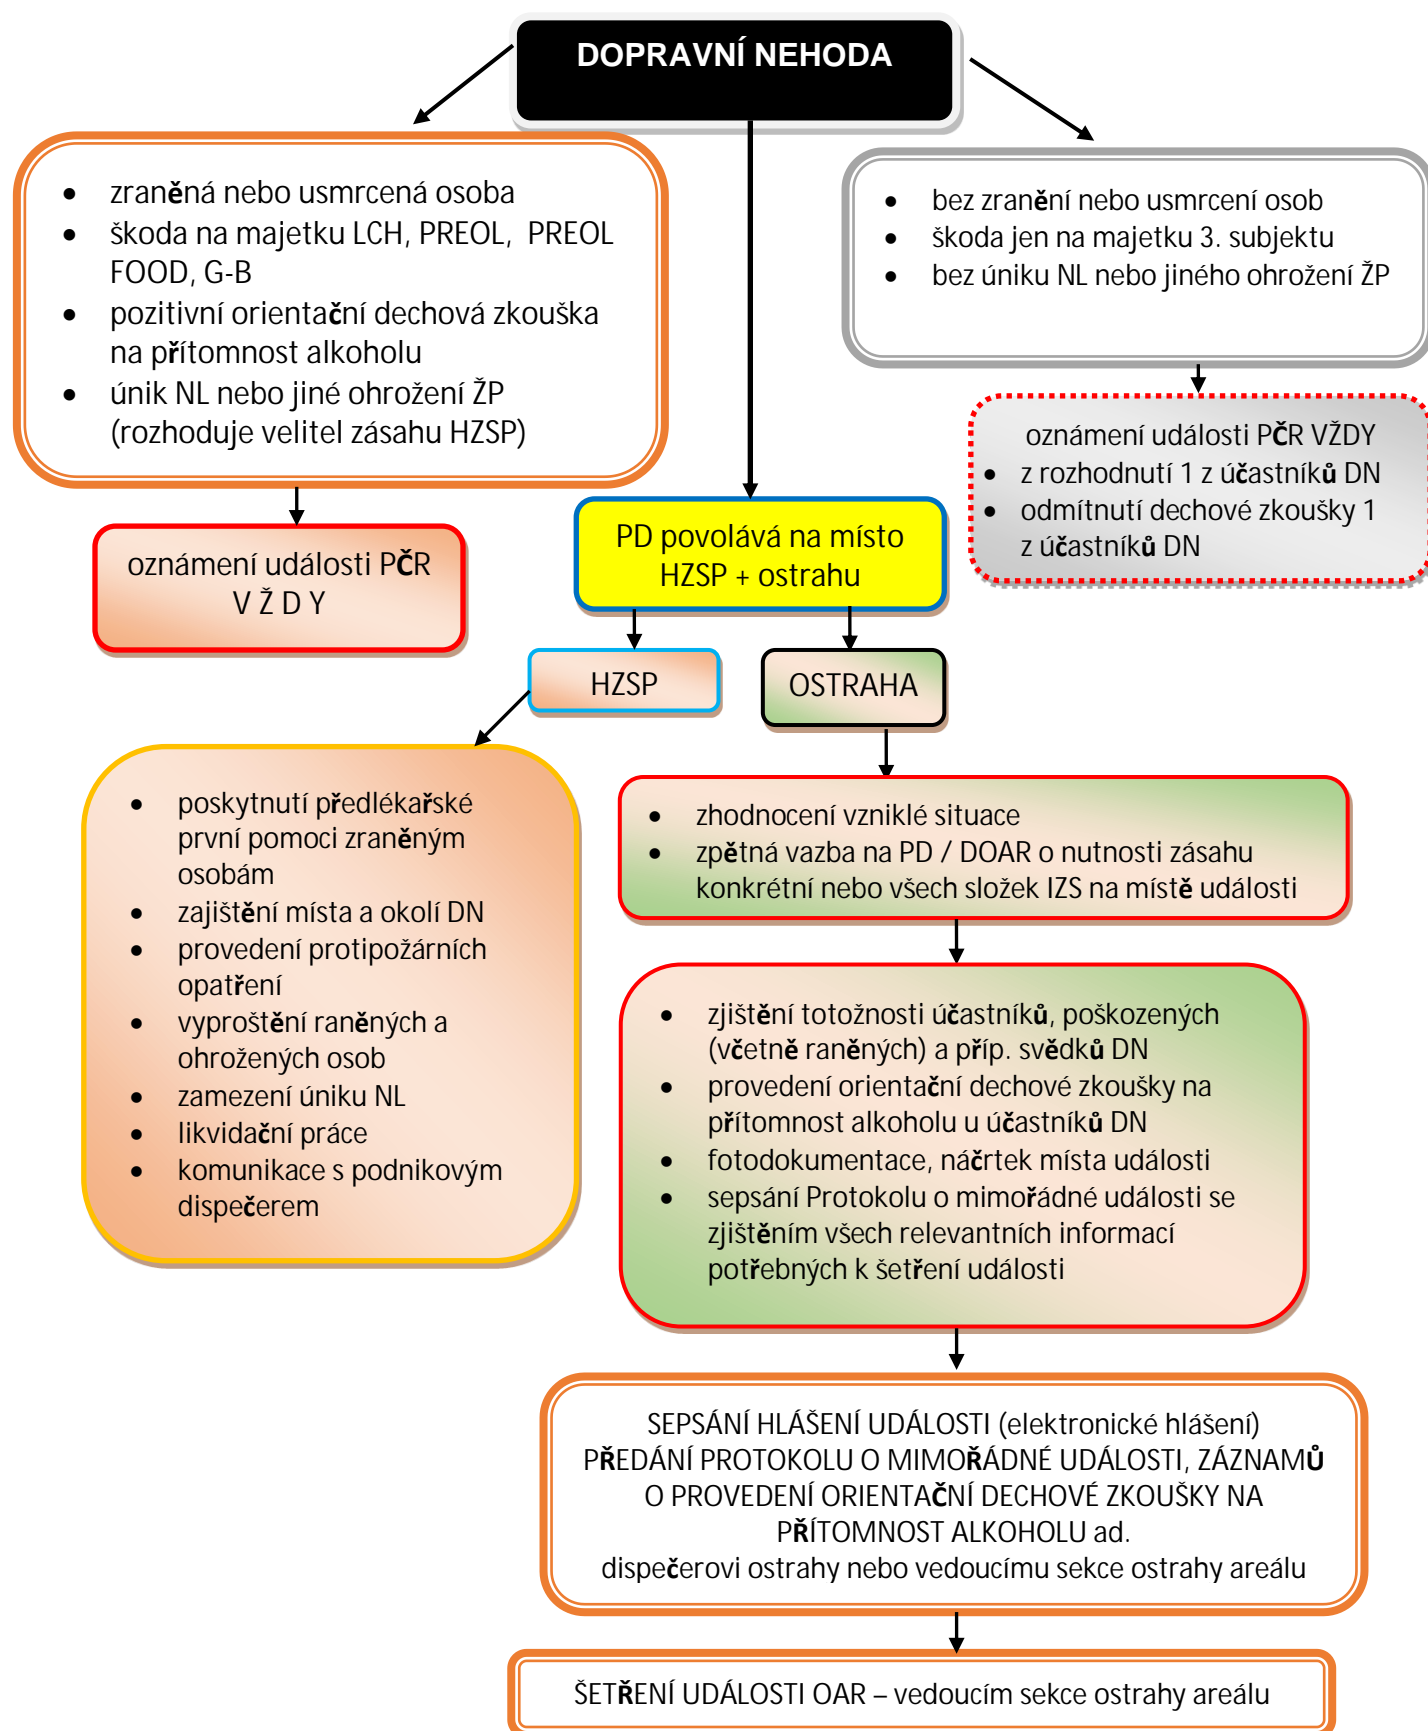 DOPRAVNÍ NEHODA
zraněná nebo usmrcená osoba
škoda na majetku LCH, PREOL, PREOL
FOOD, G-B
pozitivní orientační dechová zkouška
na přítomnost alkoholu
únik NL nebo jiné ohrožení ŽP
(rozhoduje velitel zásahu HZSP)
bez zranění nebo usmrcení osob
škoda jen na majetku 3. subjektu
bez úniku NL nebo jiného ohrožení ŽP
oznámení události PČR VŽDY
z rozhodnutí 1 z účastníků DN
odmítnutí dechové zkoušky 1
z účastníků DN
oznámení události PČR
V Ž D Y
PD povolává na místo
HZSP + ostrahu
HZSP
OSTRAHA
poskytnutí předlékařské
první pomoci zraněným
osobám
zajištění místa a okolí DN
provedení protipožárních
opatření
vyproštění raněných a
ohrožených osob
zamezení úniku NL
likvidační práce
komunikace s podnikovým
dispečerem
zhodnocení vzniklé situace
zpětná vazba na PD / DOAR o nutnosti zásahu
konkrétní nebo všech složek IZS na místě události
zjištění totožnosti účastníků, poškozených
(včetně raněných) a příp. svědků DN
provedení orientační dechové zkoušky na
přítomnost alkoholu u účastníků DN
fotodokumentace, náčrtek místa události
sepsání Protokolu o mimořádné události se
zjištěním všech relevantních informací
potřebných k šetření události
SEPSÁNÍ HLÁŠENÍ UDÁLOSTI (elektronické hlášení)
PŘEDÁNÍ PROTOKOLU O MIMOŘÁDNÉ UDÁLOSTI, ZÁZNAMŮ
O PROVEDENÍ ORIENTAČNÍ DECHOVÉ ZKOUŠKY NA
PŘÍTOMNOST ALKOHOLU ad.
dispečerovi ostrahy nebo vedoucímu sekce ostrahy areálu
ŠETŘENÍ UDÁLOSTI OAR – vedoucím sekce ostrahy areálu